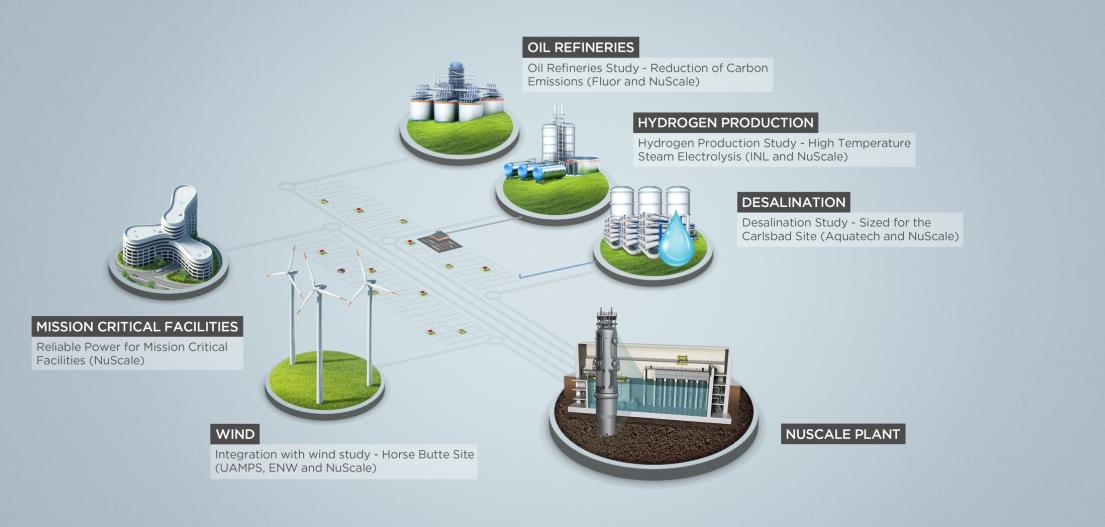 OIL REFINERIES
Oil Refineries Study - Reduction of Carbon
Emissions (Fluor and NuScale)
HYDROGEN PRODUCTION
Hydrogen Production Study - High Temperature
Steam Electrolysis (INL and NuScale)
DESALINATION
Desalination Study - Sized for the
Carlsbad Site (Aquatech and NuScale)
MISSION CRITICAL FACILITIES
Reliable Power for Mission Critical
Facilities (NuScale)
WIND
Integration with wind study - Horse Butte Site
(UAMPS, ENW and NuScale)
NUSCALE PLANT